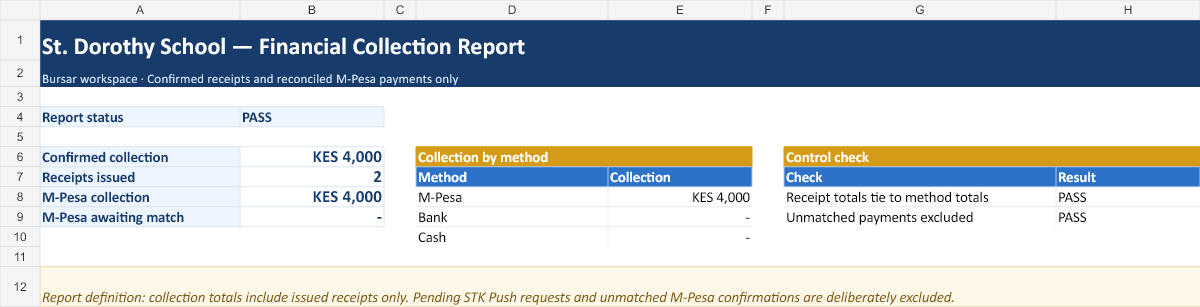 A B C D E F G H
1 St. Dorothy School — Financial Collection Report
2 Bursar workspace · Confirmed receipts and reconciled M-Pesa payments only
3
4 Report status PASS
5
6 Confirmed collection KES 4,000 Collection by method Control check
7 Receipts issued 2 Method Collection Check Result
8 M-Pesa collection KES 4,000 M-Pesa KES 4,000 Receipt totals tie to method totals PASS
9 M-Pesa awaiting match - Bank - Unmatched payments excluded PASS
10 Cash -
11
12 Report definition: collection totals include issued receipts only. Pending STK Push requests and unmatched M-Pesa confirmations are deliberately excluded.